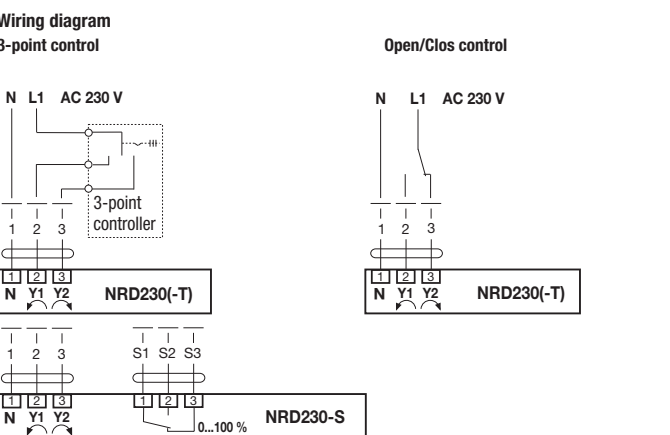 Wiring diagram
3-point control
Open/Clos control
N L1 AC 230 V
N L1 AC 230 V
3-point
controller
1 2 3
1 2 3
1 2 3
1 2 3
N Y1 Y2 NRD230(-T)
N Y1 Y2 NRD230(-T)
1 2 3 S1 S2 S3
1 2 3 1 2 3
N Y1 Y2 0...100 % NRD230-S